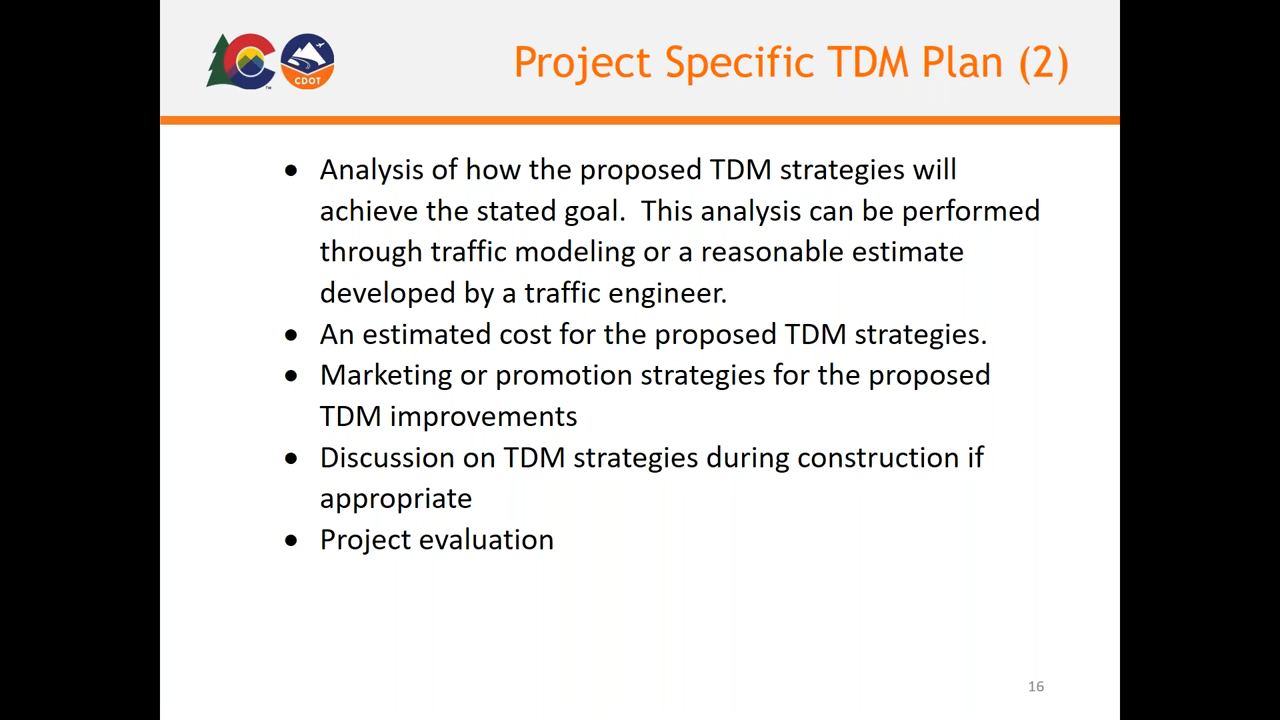 CDOT
Project Specific TDM Plan (2)
● Analysis of how the proposed TDM strategies will
achieve the stated goal.  This analysis can be performed
through traffic modeling or a reasonable estimate
developed by a traffic engineer.
● An estimated cost for the proposed TDM strategies.
● Marketing or promotion strategies for the proposed
TDM improvements
● Discussion on TDM strategies during construction if
appropriate
● Project evaluation
16